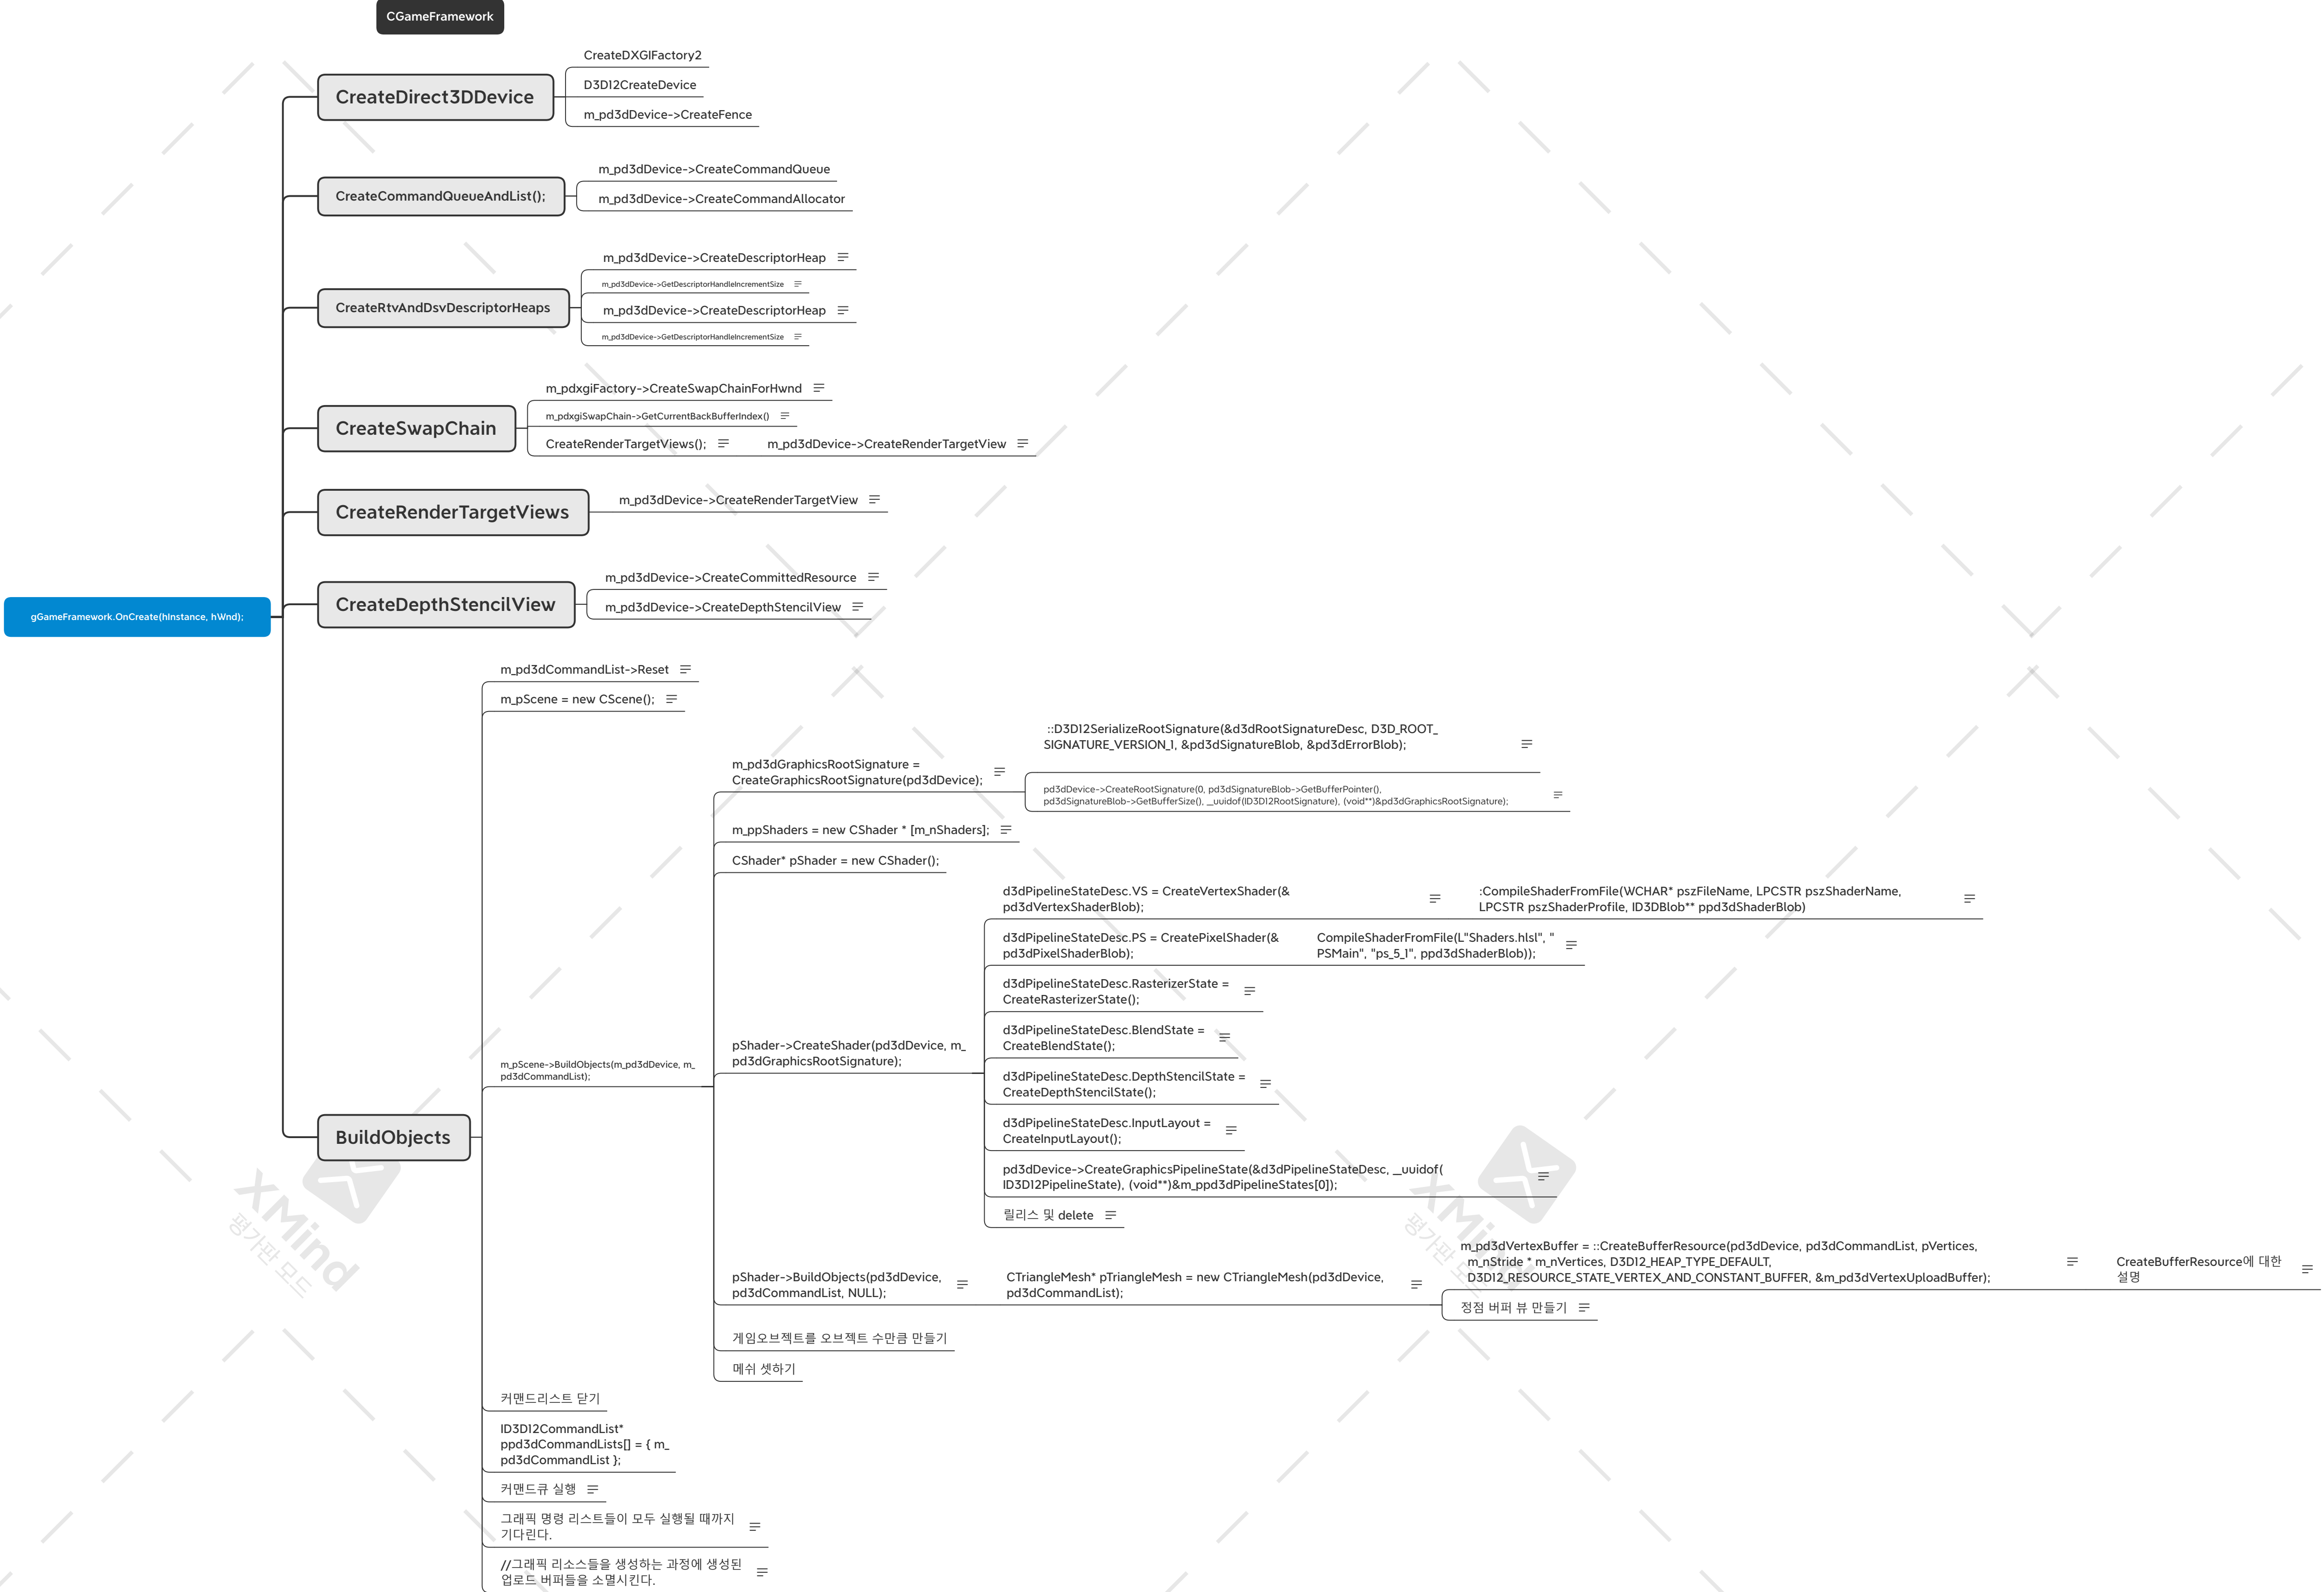 CGameFramework
gGameFramework.OnCreate(hInstance, hWnd);
CreateDirect3DDevice
CreateDXGIFactory2
D3D12CreateDevice
m_pd3dDevice->CreateFence
CreateCommandQueueAndList();
m_pd3dDevice->CreateCommandQueue
m_pd3dDevice->CreateCommandAllocator
CreateRtvAndDsvDescriptorHeaps
m_pd3dDevice->CreateDescriptorHeap
m_pd3dDevice->GetDescriptorHandleIncrementSize
m_pd3dDevice->CreateDescriptorHeap
m_pd3dDevice->GetDescriptorHandleIncrementSize
CreateSwapChain
m_pdxgiFactory->CreateSwapChainForHwnd
m_pdxgiSwapChain->GetCurrentBackBufferIndex()
CreateRenderTargetViews();
m_pd3dDevice->CreateRenderTargetView
CreateRenderTargetViews
m_pd3dDevice->CreateRenderTargetView
CreateDepthStencilView
m_pd3dDevice->CreateCommittedResource
m_pd3dDevice->CreateDepthStencilView
BuildObjects
m_pd3dCommandList->Reset
m_pScene = new CScene();
m_pScene->BuildObjects(m_pd3dDevice, m_
pd3dCommandList);
m_pd3dGraphicsRootSignature =
CreateGraphicsRootSignature(pd3dDevice);
::D3D12SerializeRootSignature(&d3dRootSignatureDesc, D3D_ROOT_
SIGNATURE_VERSION_1, &pd3dSignatureBlob, &pd3dErrorBlob);
pd3dDevice->CreateRootSignature(0, pd3dSignatureBlob->GetBufferPointer(),
pd3dSignatureBlob->GetBufferSize(), __uuidof(ID3D12RootSignature), (void**)&pd3dGraphicsRootSignature);
m_ppShaders = new CShader * [m_nShaders];
CShader* pShader = new CShader();
pShader->CreateShader(pd3dDevice, m_
pd3dGraphicsRootSignature);
d3dPipelineStateDesc.VS = CreateVertexShader(&
pd3dVertexShaderBlob);
:CompileShaderFromFile(WCHAR* pszFileName, LPCSTR pszShaderName,
LPCSTR pszShaderProfile, ID3DBlob** ppd3dShaderBlob)
d3dPipelineStateDesc.PS = CreatePixelShader(&
pd3dPixelShaderBlob);
CompileShaderFromFile(L"Shaders.hlsl", "
PSMain", "ps_5_1", ppd3dShaderBlob));
d3dPipelineStateDesc.RasterizerState =
CreateRasterizerState();
d3dPipelineStateDesc.BlendState =
CreateBlendState();
d3dPipelineStateDesc.DepthStencilState =
CreateDepthStencilState();
d3dPipelineStateDesc.InputLayout =
CreateInputLayout();
pd3dDevice->CreateGraphicsPipelineState(&d3dPipelineStateDesc, __uuidof(
ID3D12PipelineState), (void**)&m_ppd3dPipelineStates[0]);
릴리스 및 delete
pShader->BuildObjects(pd3dDevice,
pd3dCommandList, NULL);
CTriangleMesh* pTriangleMesh = new CTriangleMesh(pd3dDevice,
pd3dCommandList);
m_pd3dVertexBuffer = ::CreateBufferResource(pd3dDevice, pd3dCommandList, pVertices,
m_nStride * m_nVertices, D3D12_HEAP_TYPE_DEFAULT,
D3D12_RESOURCE_STATE_VERTEX_AND_CONSTANT_BUFFER, &m_pd3dVertexUploadBuffer);
CreateBufferResource에 대한
설명
정점 버퍼 뷰 만들기
게임오브젝트를 오브젝트 수만큼 만들기
메쉬 셋하기
커맨드리스트 닫기
ID3D12CommandList*
ppd3dCommandLists[] = { m_
pd3dCommandList };
커맨드큐 실행
그래픽 명령 리스트들이 모두 실행될 때까지
기다린다.
//그래픽 리소스들을 생성하는 과정에 생성된
업로드 버퍼들을 소멸시킨다.
XMind
평가판 모드
XMind
평가판 모드